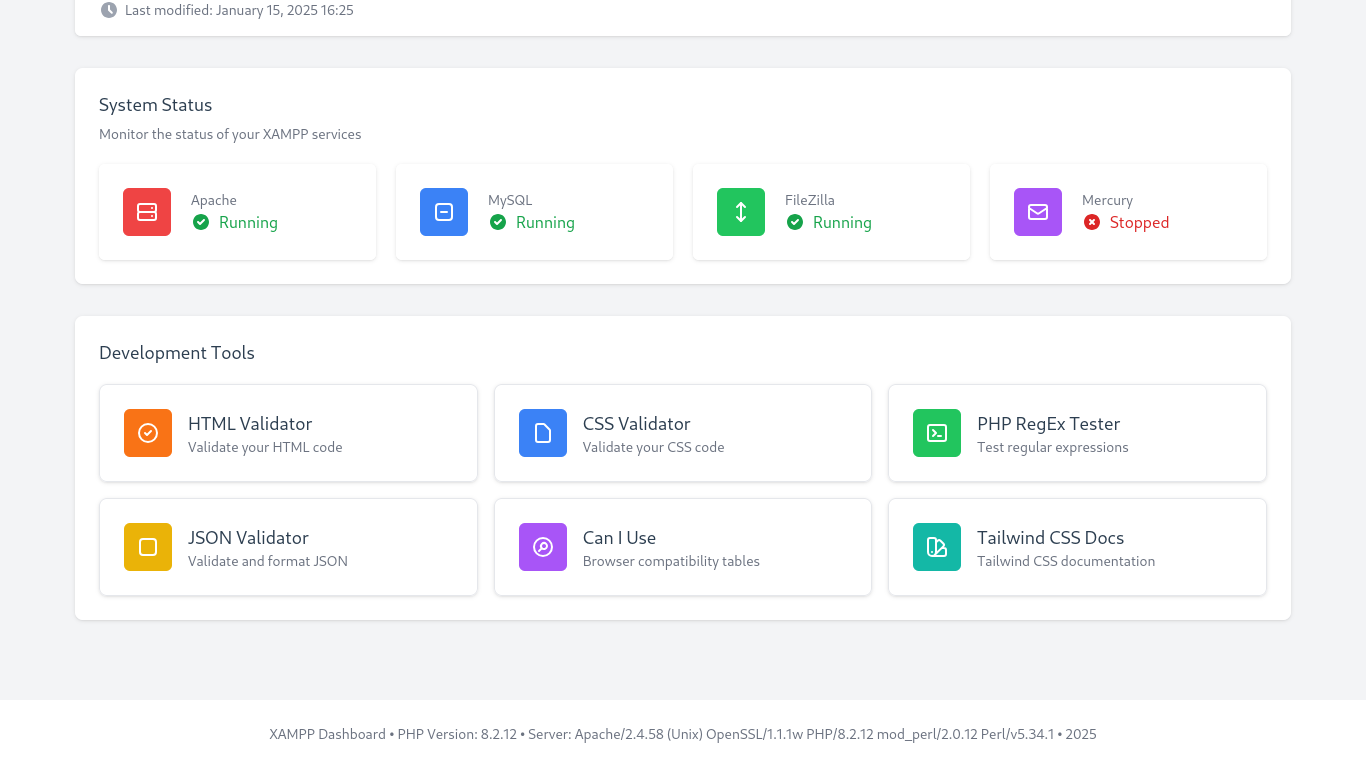 Last modified: January 15, 2025 16:25
System Status
Monitor the status of your XAMPP services
Apache
Running
MySQL
Running
FileZilla
Running
Mercury
Stopped
Development Tools
HTML Validator
Validate your HTML code
CSS Validator
Validate your CSS code
PHP RegEx Tester
Test regular expressions
JSON Validator
Validate and format JSON
Can I Use
Browser compatibility tables
Tailwind CSS Docs
Tailwind CSS documentation
XAMPP Dashboard • PHP Version: 8.2.12 • Server: Apache/2.4.58 (Unix) OpenSSL/1.1.1w PHP/8.2.12 mod_perl/2.0.12 Perl/v5.34.1 • 2025